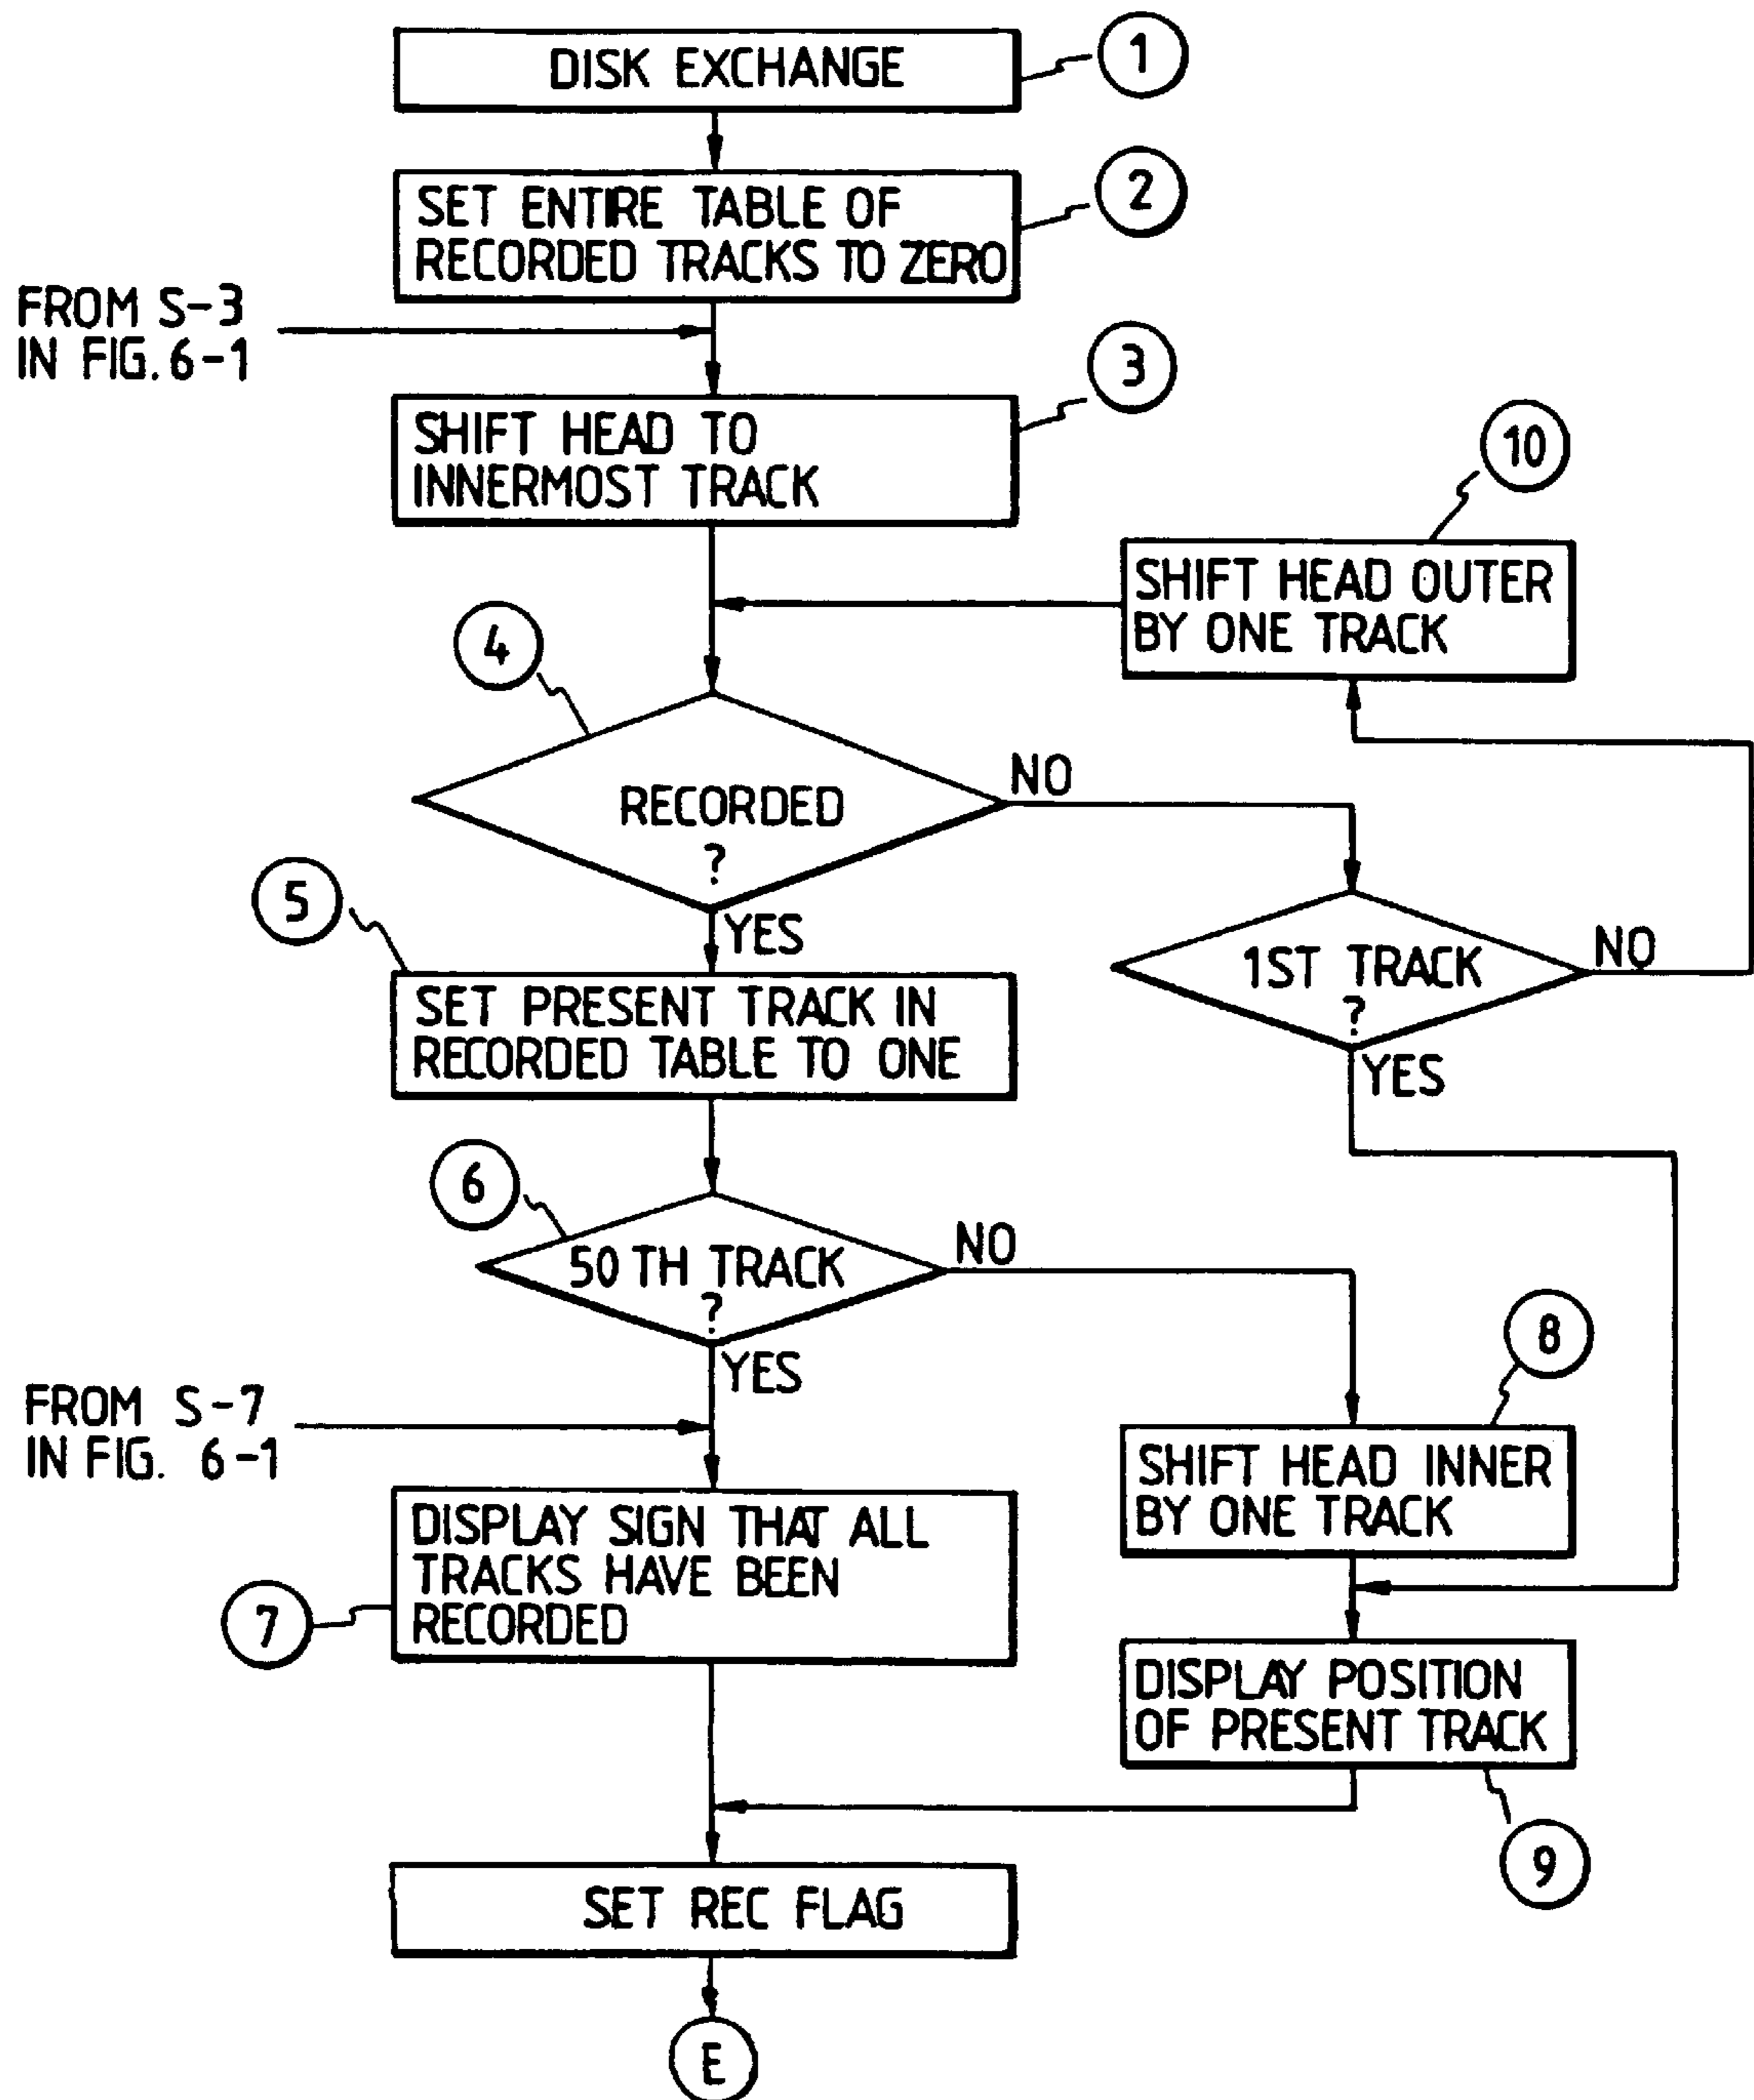 DISK EXCHANGE
1
SET ENTIRE TABLE OF
RECORDED TRACKS TO ZERO
2
FROM S-3
IN FIG. 6-1
SHIFT HEAD TO
INNERMOST TRACK
3
SHIFT HEAD OUTER
BY ONE TRACK
10
4
RECORDED
?
NO
YES
1ST TRACK
?
NO
YES
5
SET PRESENT TRACK IN
RECORDED TABLE TO ONE
6
50 TH TRACK
?
NO
YES
FROM S-7
IN FIG. 6-1
8
SHIFT HEAD INNER
BY ONE TRACK
DISPLAY SIGN THAT ALL
TRACKS HAVE BEEN
RECORDED
7
DISPLAY POSITION
OF PRESENT TRACK
9
SET REC FLAG
E